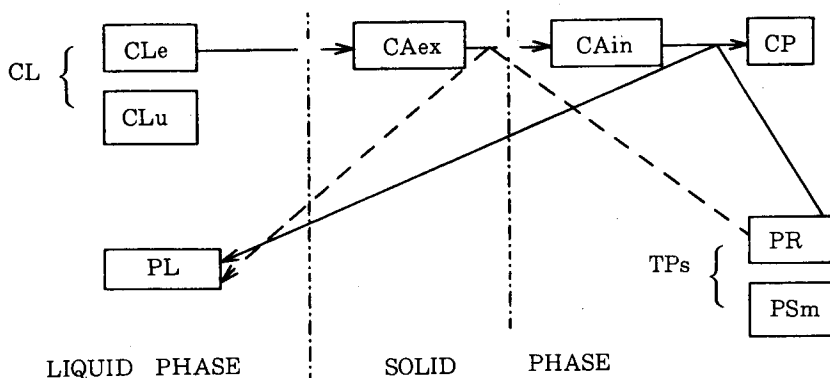 CLe
CAex
CAin
CP
CL
CLu
PL
PR
TPs
PSm
LIQUID PHASE
SOLID PHASE